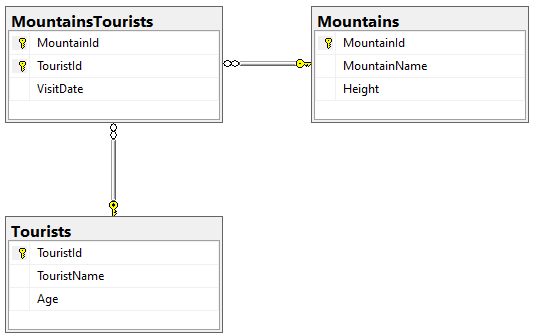 MountainsTourists
MountainId
TouristId
VisitDate
Mountains
MountainId
MountainName
Height
Tourists
TouristId
TouristName
Age